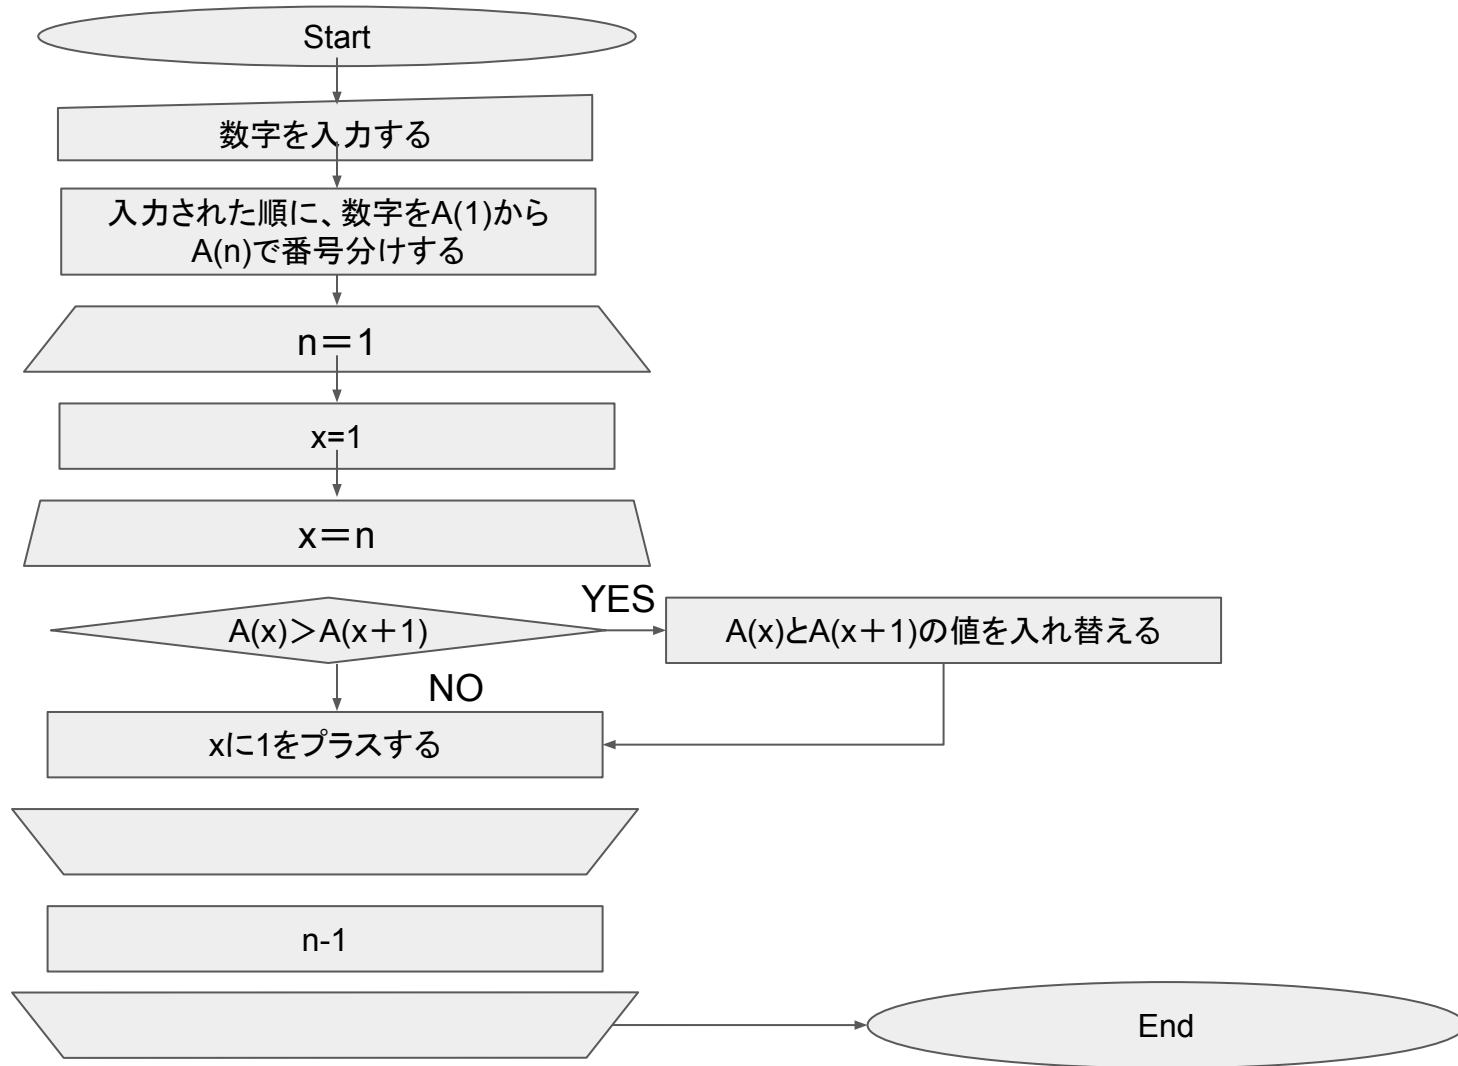 Start
数字を入力する
入力された順に、数字をA(1)から
A(n)で番号分けする
n＝1
x=1
x＝n
A(x)＞A(x＋1)
YES
A(x)とA(x＋1)の値を入れ替える
NO
xに1をプラスする
n-1
End